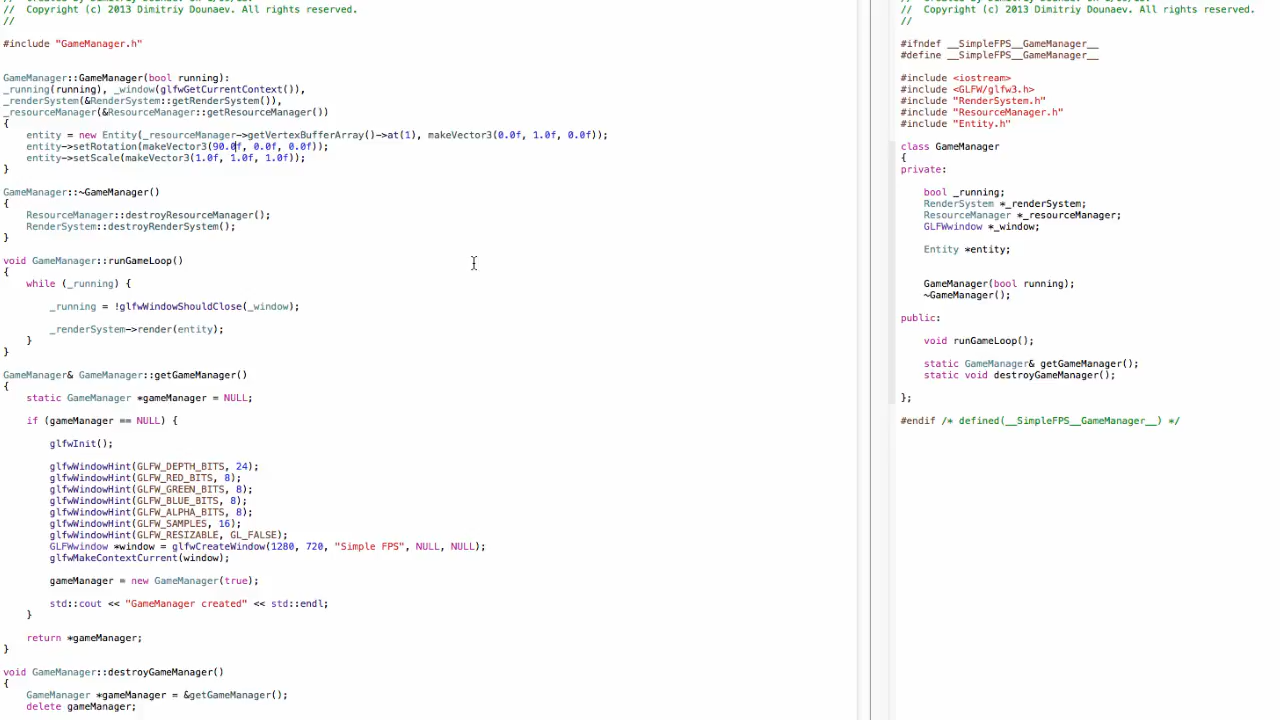 //  Copyright (c) 2013 Dimitriy Dounaev. All rights reserved.
//
#include "GameManager.h"
GameManager::GameManager(bool running):
_running(running), _window(glfwGetCurrentContext()),
_renderSystem(&RenderSystem::getRenderSystem()),
_resourceManager(&ResourceManager::getResourceManager())
{
    entity = new Entity(_resourceManager->getVertexBufferArray()->at(1), makeVector3(0.0f, 1.0f, 0.0f));
    entity->setRotation(makeVector3(90.0f, 0.0f, 0.0f));
    entity->setScale(makeVector3(1.0f, 1.0f, 1.0f));
}
GameManager::~GameManager()
{
    ResourceManager::destroyResourceManager();
    RenderSystem::destroyRenderSystem();
}
void GameManager::runGameLoop()
{
    while (_running) {
        _running = !glfwWindowShouldClose(_window);
        _renderSystem->render(entity);
    }
}
GameManager& GameManager::getGameManager()
{
    static GameManager *gameManager = NULL;
    if (gameManager == NULL) {
        glfwInit();
        glfwWindowHint(GLFW_DEPTH_BITS, 24);
        glfwWindowHint(GLFW_RED_BITS, 8);
        glfwWindowHint(GLFW_GREEN_BITS, 8);
        glfwWindowHint(GLFW_BLUE_BITS, 8);
        glfwWindowHint(GLFW_ALPHA_BITS, 8);
        glfwWindowHint(GLFW_SAMPLES, 16);
        glfwWindowHint(GLFW_RESIZABLE, GL_FALSE);
        GLFWwindow *window = glfwCreateWindow(1280, 720, "Simple FPS", NULL, NULL);
        glfwMakeContextCurrent(window);
        gameManager = new GameManager(true);
        std::cout << "GameManager created" << std::endl;
    }
    return *gameManager;
}
void GameManager::destroyGameManager()
{
    GameManager *gameManager = &getGameManager();
    delete gameManager;
//  Copyright (c) 2013 Dimitriy Dounaev. All rights reserved.
//
#ifndef __SimpleFPS__GameManager__
#define __SimpleFPS__GameManager__
#include <iostream>
#include <GLFW/glfw3.h>
#include "RenderSystem.h"
#include "ResourceManager.h"
#include "Entity.h"
class GameManager
{
private:
    bool _running;
    RenderSystem *_renderSystem;
    ResourceManager *_resourceManager;
    GLFWwindow *_window;
    Entity *entity;
    GameManager(bool running);
    ~GameManager();
public:
    void runGameLoop();
    static GameManager& getGameManager();
    static void destroyGameManager();
};
#endif /* defined(__SimpleFPS__GameManager__) */